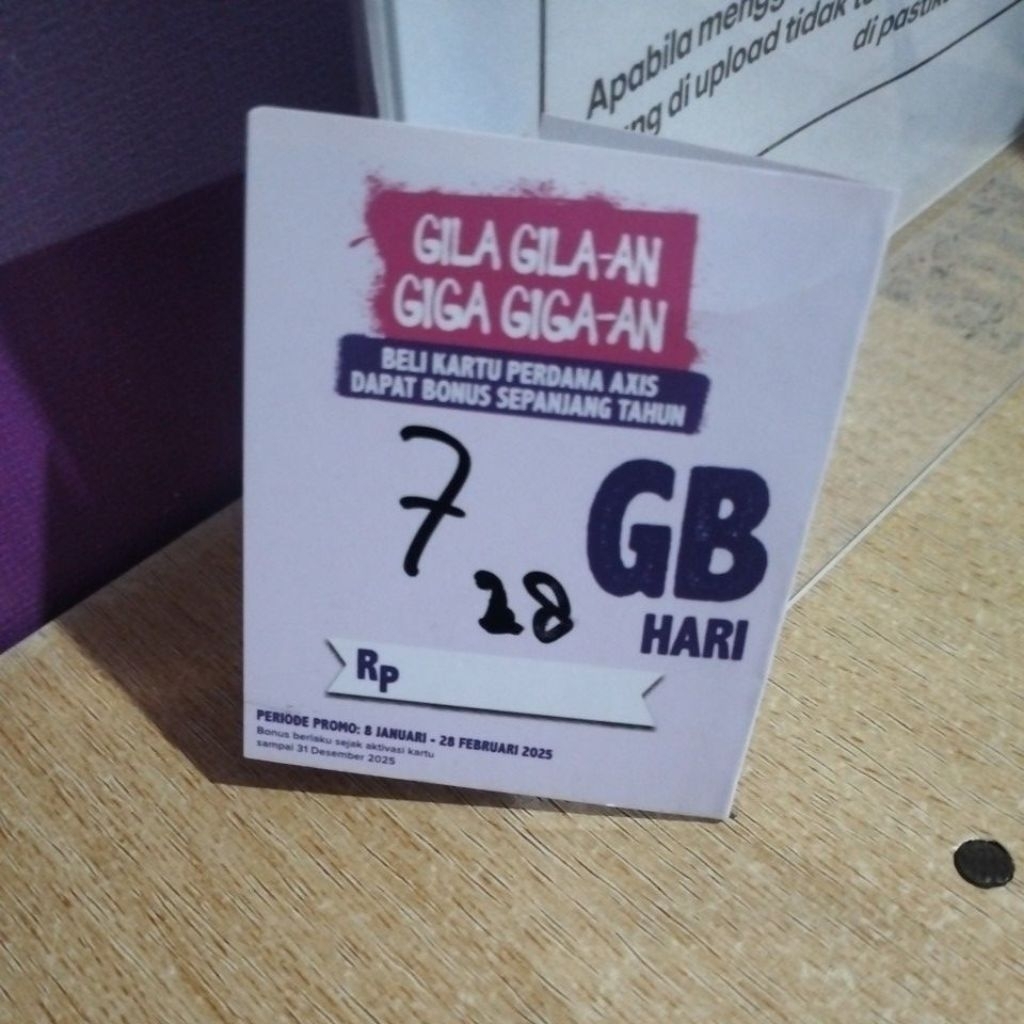 Apabila
ng di upload tidak
di pastik
GILA GILA-AN
GIGA GIGA-AN
BELI KARTU PERDANA AXIS
DAPAT BONUS SEPANJANG TAHUN
7 GB
28 HARI
RP
PERIODE PROMO: 8 JANUARI - 28 FEBRUARI 2025
Bonus berlaku sejak aktivasi kartu
sampai 31 Desember 2025